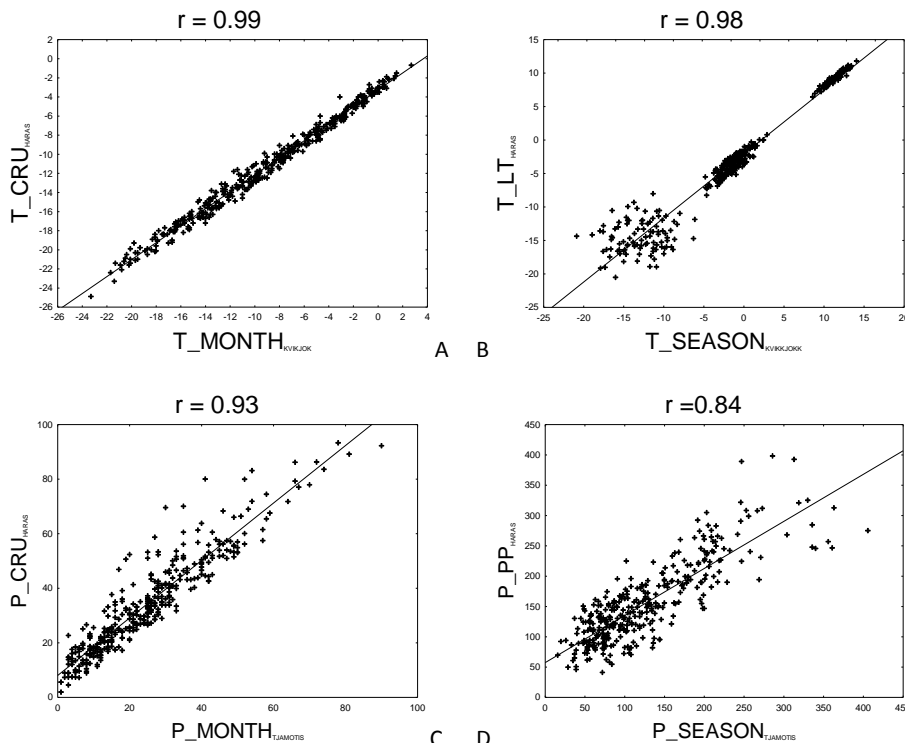 r = 0.99
T_CRU HARAS
2
0
-2
-4
-6
-8
-10
-12
-14
-16
-18
-20
-22
-24
-26
-26 -24 -22 -20 -18 -16 -14 -12 -10 -8 -6 -4 -2 0 2 4
T_MONTH KVIKJOK
A
r = 0.98
T_LT HARAS
15
10
5
0
-5
-10
-15
-20
-25
-25 -20 -15 -10 -5 0 5 10 15 20
T_SEASON KVIKKJOKK
B
r = 0.93
P_CRU HARAS
100
80
60
40
20
0
0 20 40 60 80 100
P_MONTH TJAMOTIS
C
r =0.84
P_PP HARAS
450
400
350
300
250
200
150
100
50
0
0 50 100 150 200 250 300 350 400 45
P_SEASON TJAMOTIS
D